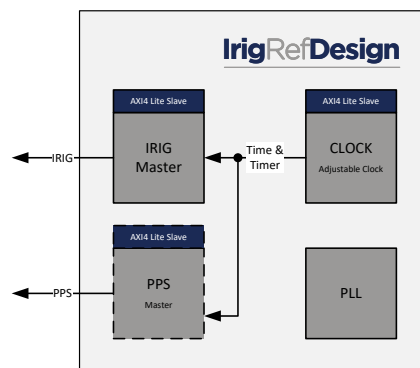 IrigRefDesign
AXI4 Lite Slave
IRIG
Master
IRIG
Time &
Timer
AXI4 Lite Slave
CLOCK
Adjustable Clock
AXI4 Lite Slave
PPS
Master
PPS
PLL